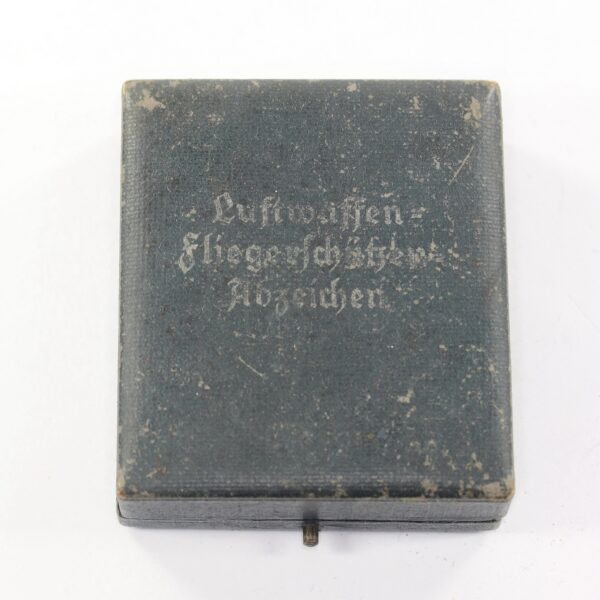 Luftwaffen=
Fliegerschützen=
Abzeichen